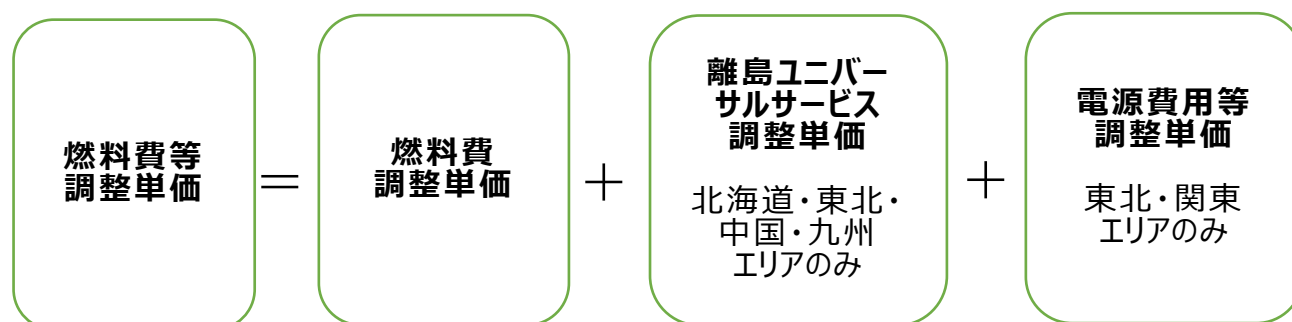 燃料費等
調整単価
＝
燃料費
調整単価
＋
離島ユニバー
サルサービス
調整単価
北海道・東北・
中国・九州
エリアのみ
＋
電源費用等
調整単価
東北・関東
エリアのみ